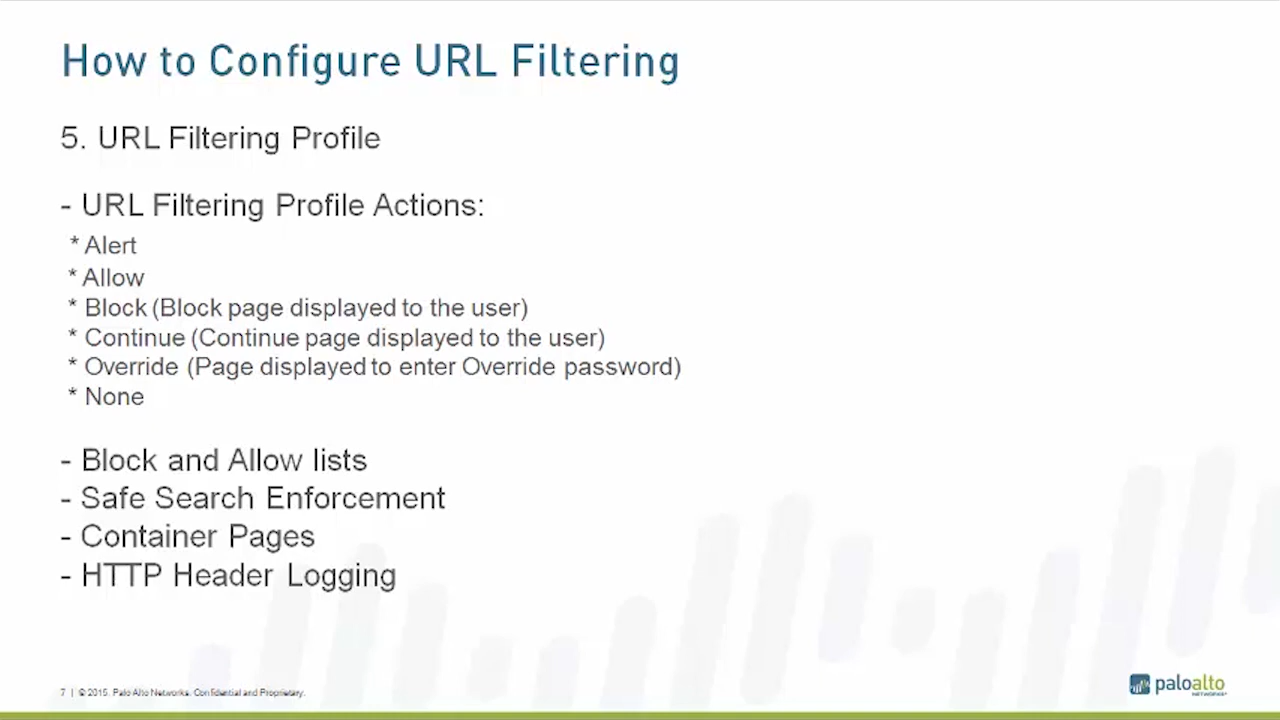 How to Configure URL Filtering
5. URL Filtering Profile
- URL Filtering Profile Actions:
* Alert
* Allow
* Block (Block page displayed to the user)
* Continue (Continue page displayed to the user)
* Override (Page displayed to enter Override password)
* None
- Block and Allow lists
- Safe Search Enforcement
- Container Pages
- HTTP Header Logging
7 | © 2015. Palo Alto Networks. Confidential and Proprietary.
paloalto
NETWORKS®